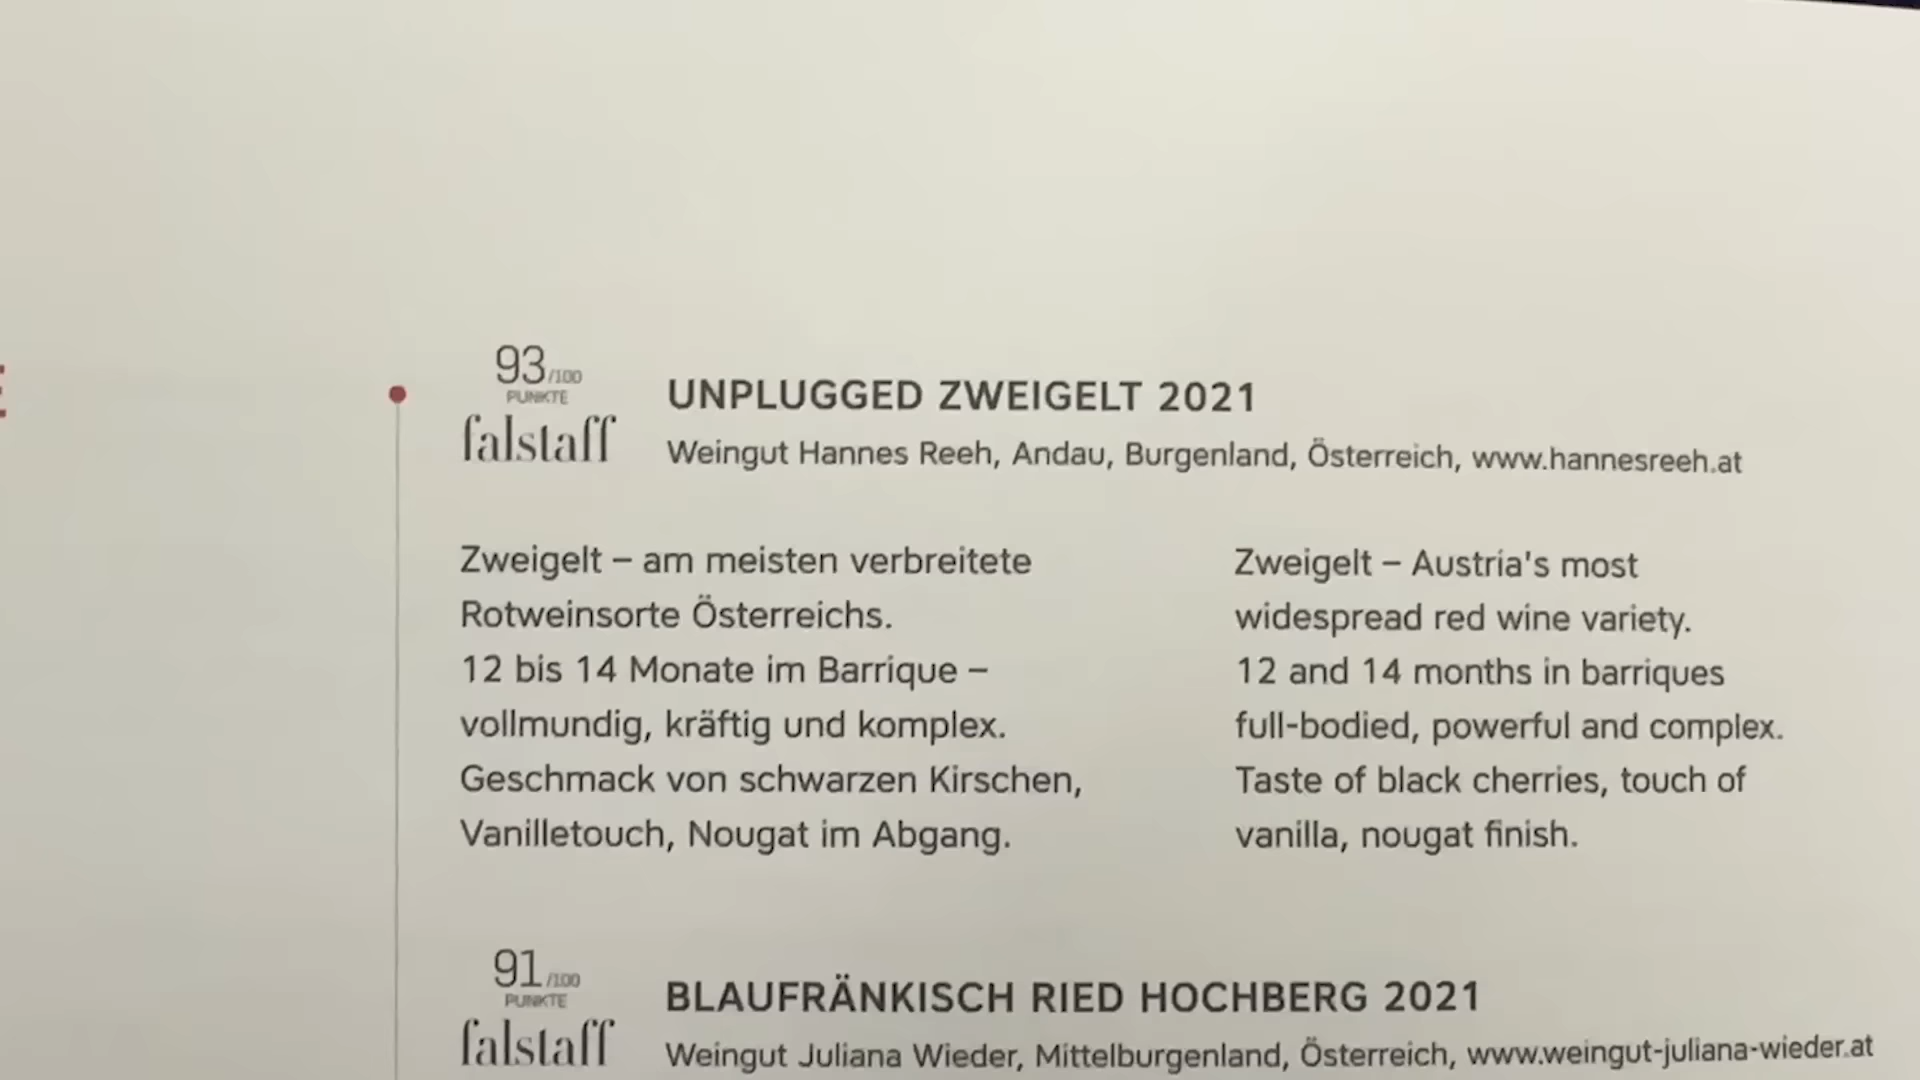 93/100
PUNKTE
falstaff
UNPLUGGED ZWEIGELT 2021
Weingut Hannes Reeh, Andau, Burgenland, Österreich, www.hannesreeh.at
Zweigelt – am meisten verbreitete
Rotweinsorte Österreichs.
12 bis 14 Monate im Barrique –
vollmundig, kräftig und komplex.
Geschmack von schwarzen Kirschen,
Vanilletouch, Nougat im Abgang.
Zweigelt – Austria's most
widespread red wine variety.
12 and 14 months in barriques
full-bodied, powerful and complex.
Taste of black cherries, touch of
vanilla, nougat finish.
91/100
PUNKTE
falstaff
BLAUFRÄNKISCH RIED HOCHBERG 2021
Weingut Juliana Wieder, Mittelburgenland, Österreich, www.weingut-juliana-wieder.at